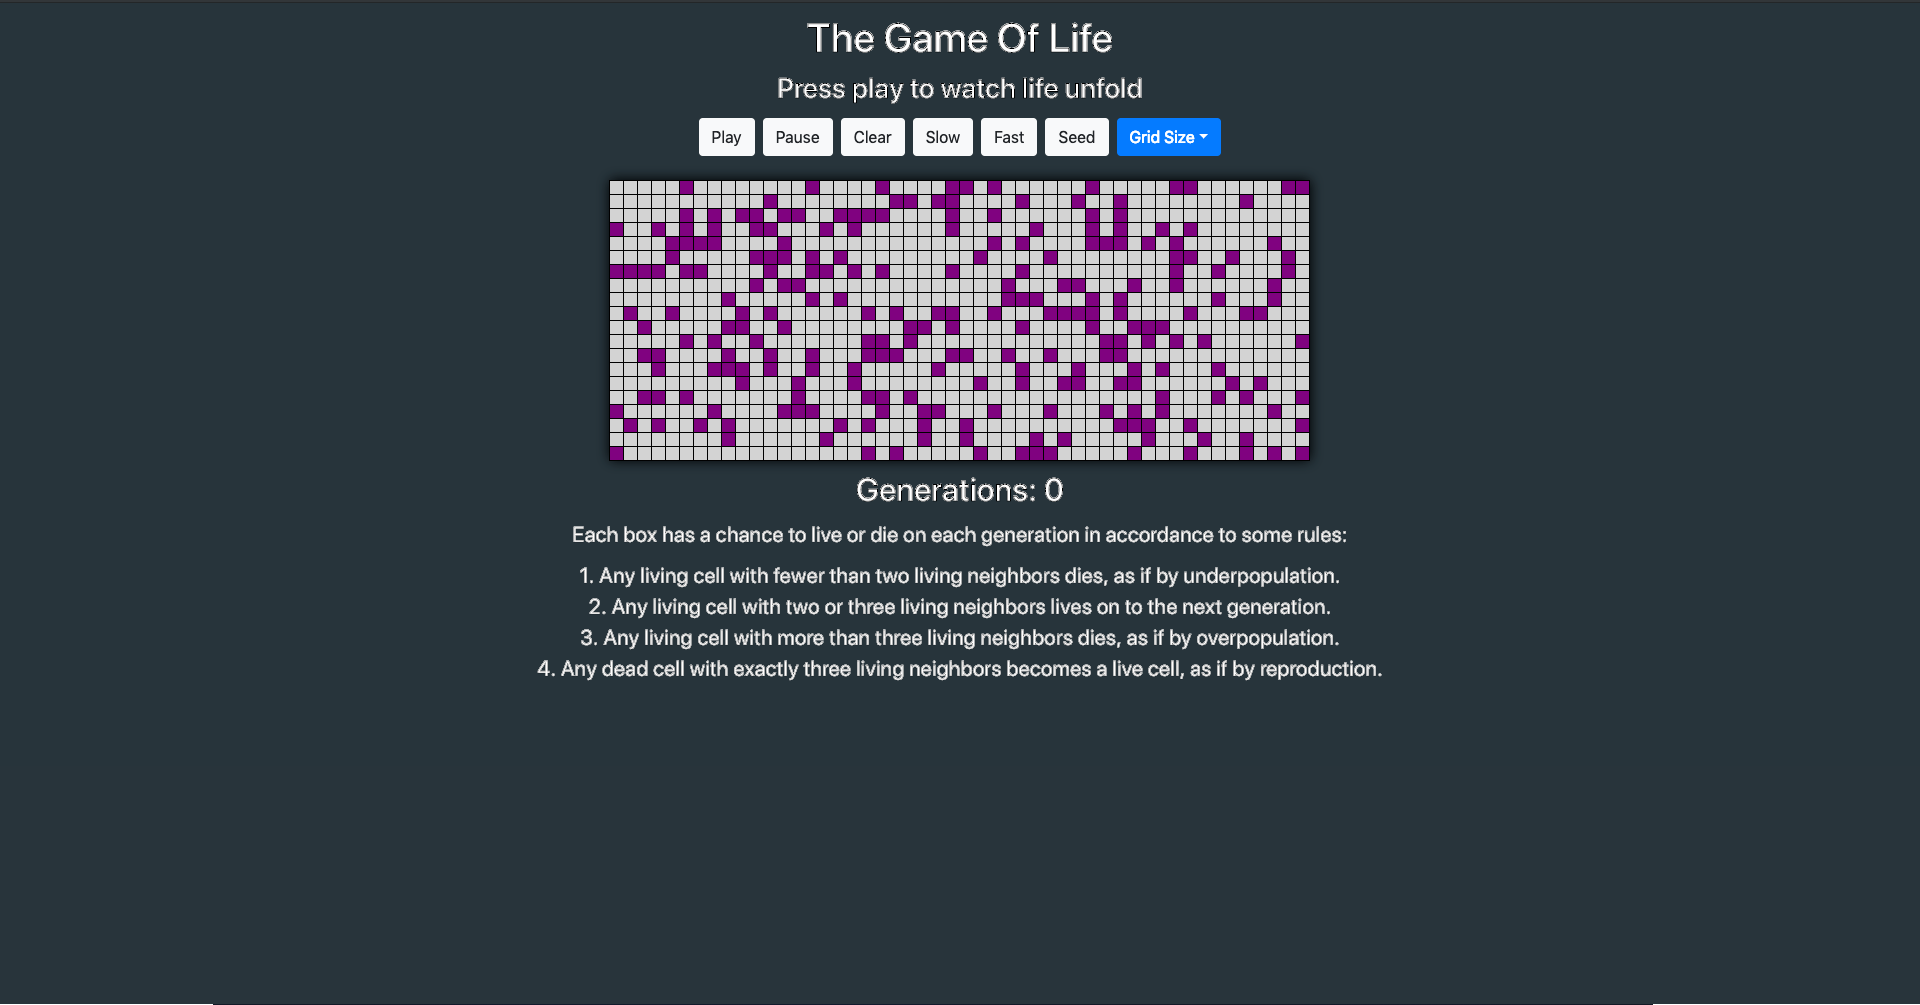 The Game Of Life
Press play to watch life unfold
Play Pause Clear Slow Fast Seed Grid Size
Generations: 0
Each box has a chance to live or die on each generation in accordance to some rules:
1. Any living cell with fewer than two living neighbors dies, as if by underpopulation.
2. Any living cell with two or three living neighbors lives on to the next generation.
3. Any living cell with more than three living neighbors dies, as if by overpopulation.
4. Any dead cell with exactly three living neighbors becomes a live cell, as if by reproduction.